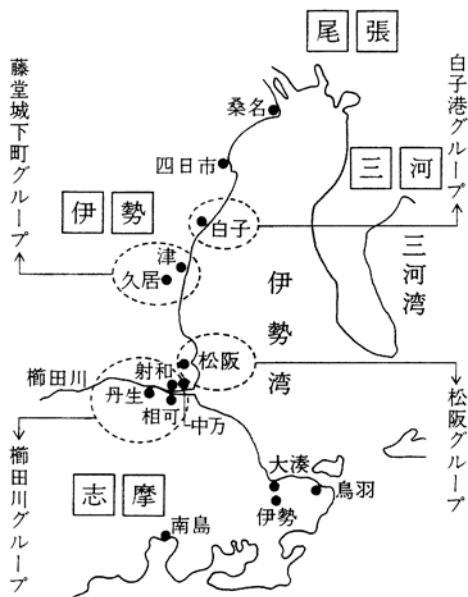 尾張
桑名
四日市
三河
伊勢
白子
津
久居
三河湾
伊勢湾
松阪
射和
櫛田川
丹生
相可
中万
大湊
鳥羽
伊勢
志摩
南島
藤堂城下町グループ
白子港グループ
櫛田川グループ
松阪グループ